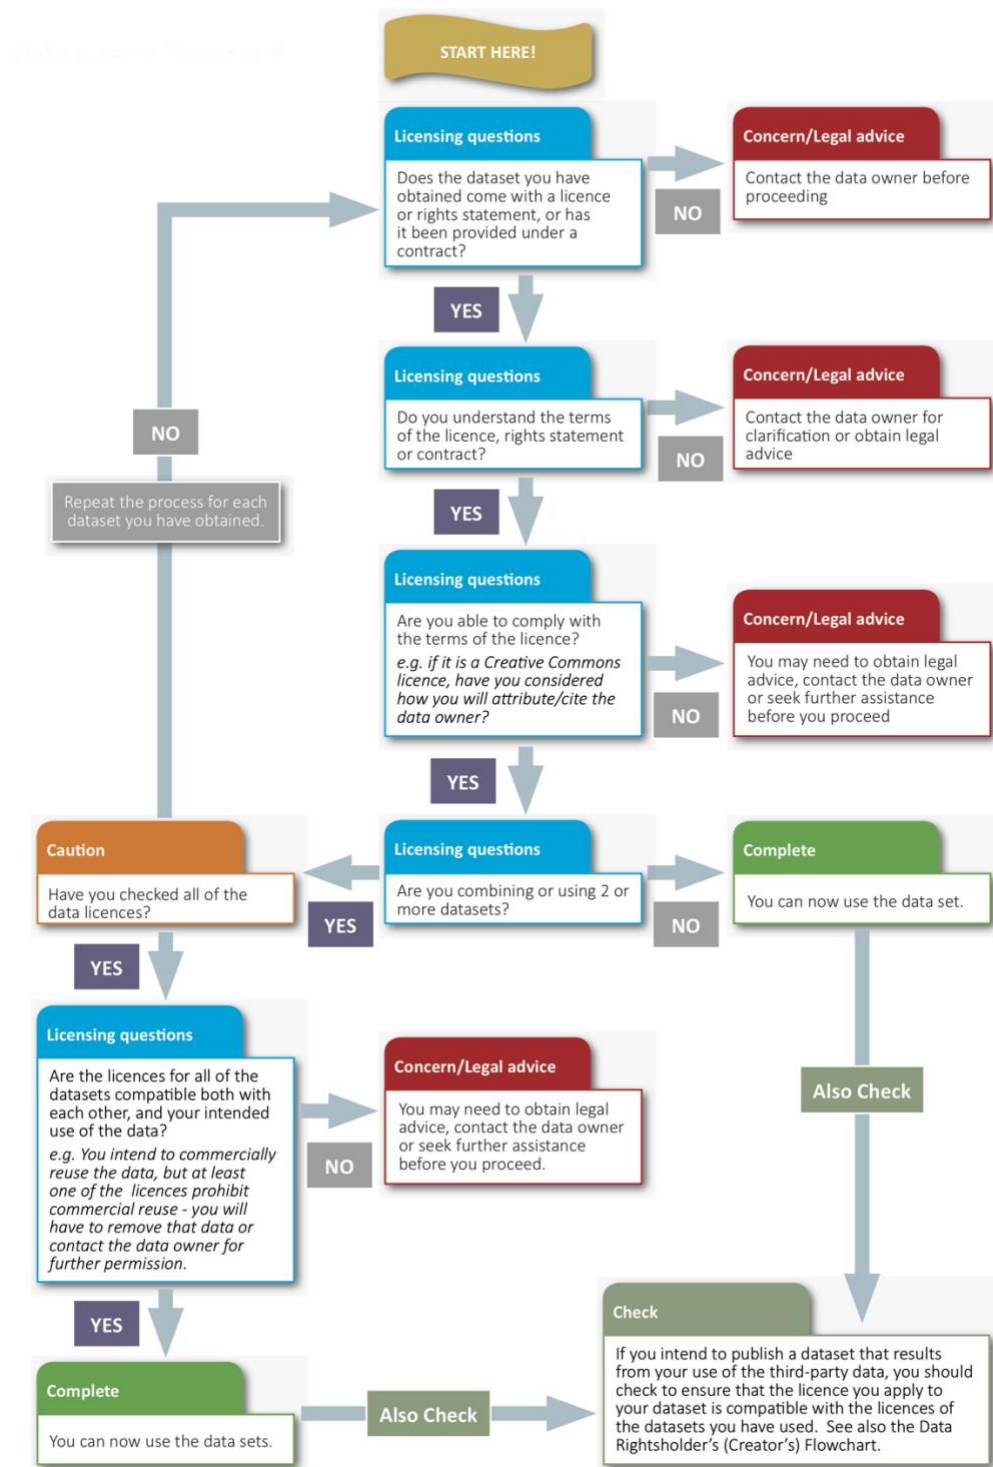 START HERE!
Licensing questions
Does the dataset you have
obtained come with a licence
or rights statement, or has
it been provided under a
contract?
NO
Concern/Legal advice
Contact the data owner before
proceeding
YES
Licensing questions
Do you understand the terms
of the licence, rights statement
or contract?
NO
Concern/Legal advice
Contact the data owner for
clarification or obtain legal
advice
YES
Licensing questions
Are you able to comply with
the terms of the licence?
e.g. if it is a Creative Commons
licence, have you considered
how you will attribute/cite the
data owner?
NO
Concern/Legal advice
You may need to obtain legal
advice, contact the data owner
or seek further assistance
before you proceed
YES
Licensing questions
Are you combining or using 2 or
more datasets?
NO
Complete
You can now use the data set.
YES
Caution
Have you checked all of the
data licences?
NO
Repeat the process for each
dataset you have obtained.
YES
Licensing questions
Are the licences for all of the
datasets compatible both with
each other, and your intended
use of the data?
e.g. You intend to commercially
reuse the data, but at least
one of the licences prohibit
commercial reuse - you will
have to remove that data or
contact the data owner for
further permission.
NO
Concern/Legal advice
You may need to obtain legal
advice, contact the data owner
or seek further assistance
before you proceed.
YES
Complete
You can now use the data sets.
Also Check
Also Check
Check
If you intend to publish a dataset that results
from your use of the third-party data, you should
check to ensure that the licence you apply to
your dataset is compatible with the licences of
the datasets you have used. See also the Data
Rightsholder's (Creator's) Flowchart.